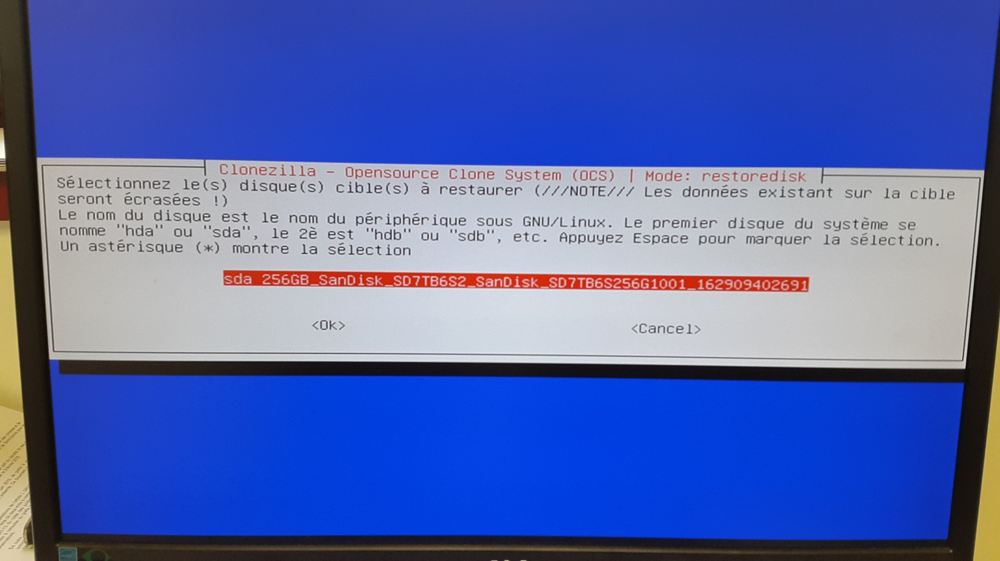 Clonezilla - Opensource Clone System (OCS) | Mode: restoredisk
Sélectionnez le(s) disque(s) cible(s) à restaurer (///NOTE/// Les données existant sur la cible
seront écrasées !)
Le nom du disque est le nom du périphérique sous GNU/Linux. Le premier disque du système se
nomme "hda" ou "sda", le 2è est "hdb" ou "sdb", etc. Appuyez Espace pour marquer la sélection.
Un astérisque (*) montre la sélection
sda 256GB_SanDisk_SD7TB6S2_SanDisk_SD7TB6S256G1001_162909402691
<Ok> <Cancel>